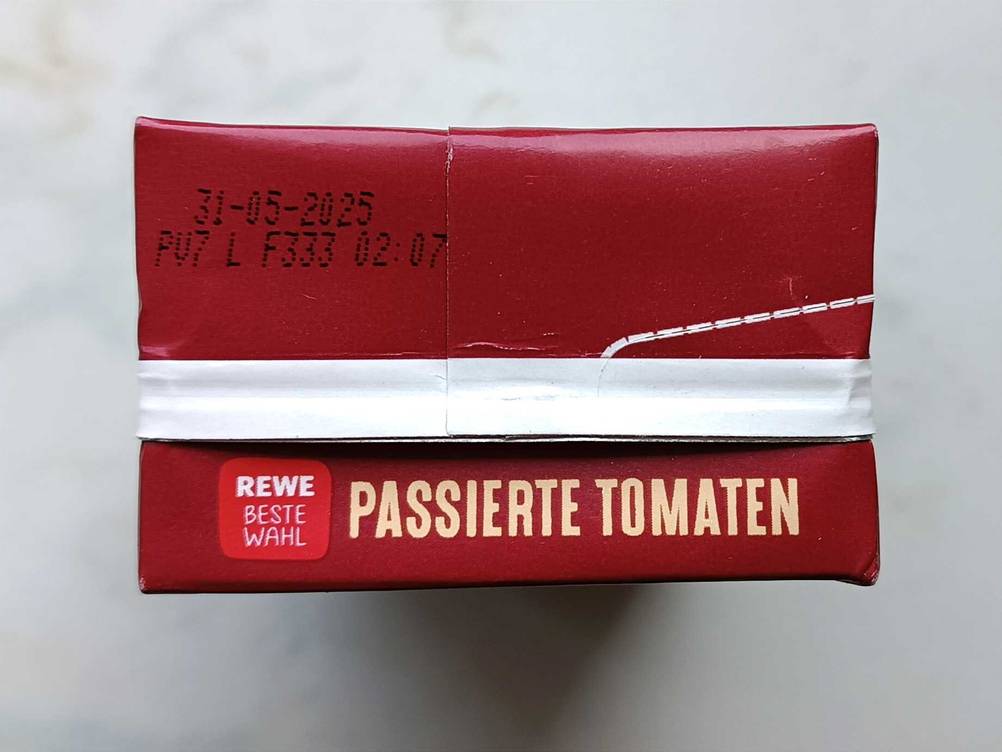 31-05-2025
PV7 L F333 02:07
REWE
BESTE
WAHL
PASSIERTE TOMATEN